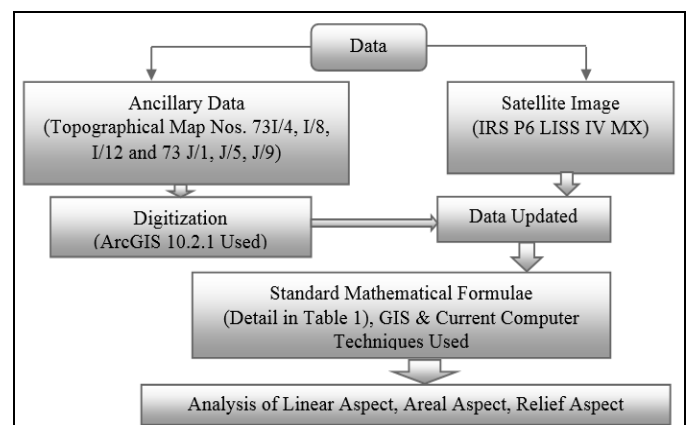 Data
Ancillary Data
(Topographical Map Nos. 73I/4, I/8,
I/12 and 73 J/1, J/5, J/9)
Satellite Image
(IRS P6 LISS IV MX)
Digitization
(ArcGIS 10.2.1 Used)
Data Updated
Standard Mathematical Formulae
(Detail in Table 1), GIS & Current Computer
Techniques Used
Analysis of Linear Aspect, Areal Aspect, Relief Aspect